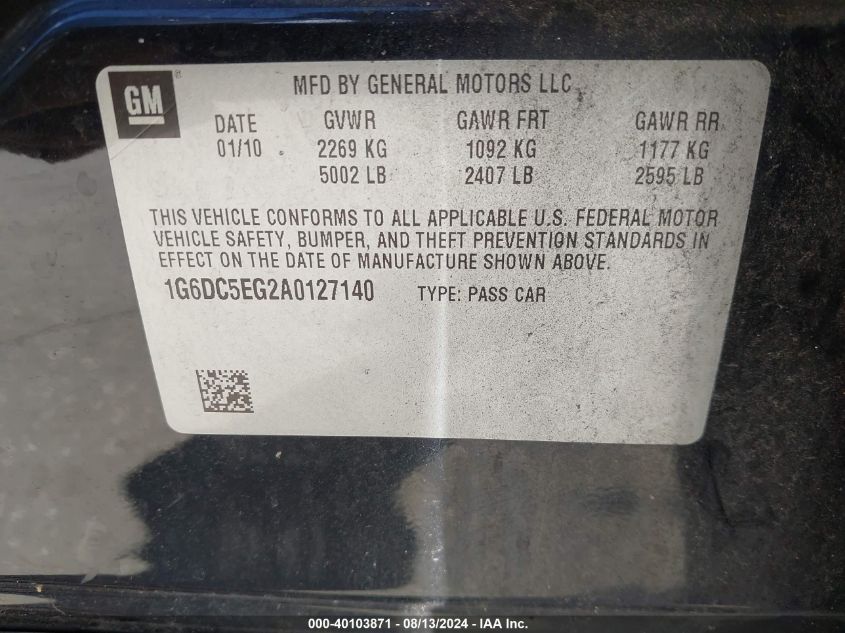 GM
®
MFD BY GENERAL MOTORS LLC
DATE GVWR GAWR FRT GAWR RR
01/10 2269 KG 1092 KG 1177 KG
5002 LB 2407 LB 2595 LB
THIS VEHICLE CONFORMS TO ALL APPLICABLE U.S. FEDERAL MOTOR
VEHICLE SAFETY, BUMPER, AND THEFT PREVENTION STANDARDS IN
EFFECT ON THE DATE OF MANUFACTURE SHOWN ABOVE.
1G6DC5EG2A0127140 TYPE: PASS CAR
000-40103871 - 08/13/2024 - IAA Inc.